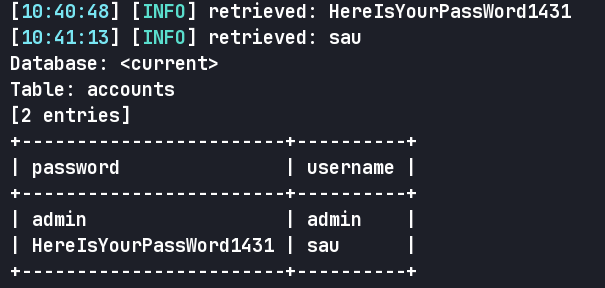 [10:40:48] [INFO] retrieved: HereIsYourPassWord1431
[10:41:13] [INFO] retrieved: sau
Database: <current>
Table: accounts
[2 entries]
+------------------------+----------+
| password               | username |
+------------------------+----------+
| admin                  | admin    |
| HereIsYourPassWord1431 | sau      |
+------------------------+----------+